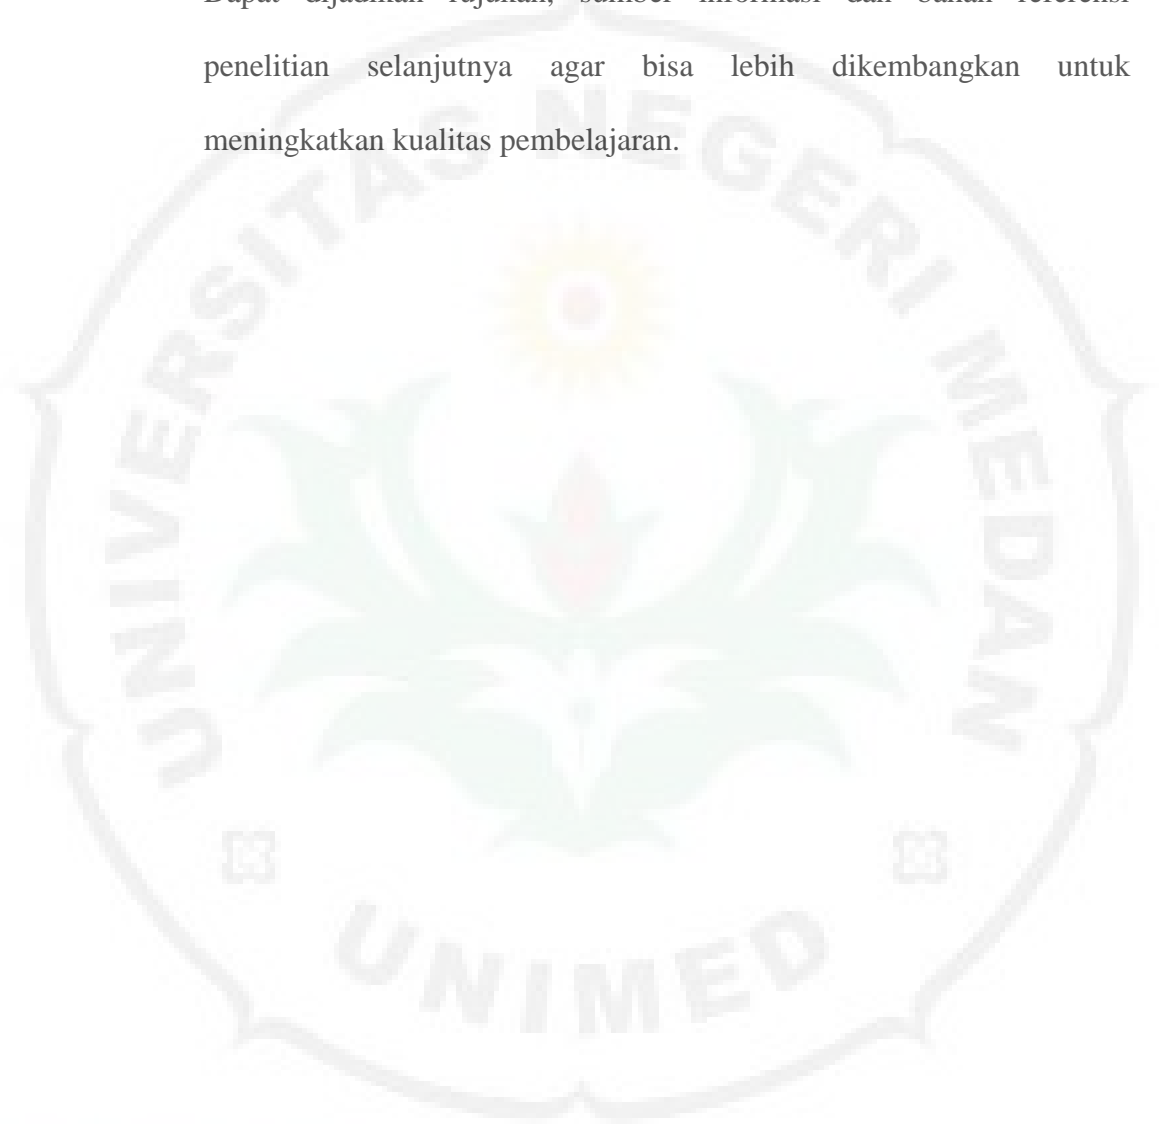 Dapat dijadikan rujukan, sumber informasi dan bahan referensi
penelitian selanjutnya agar bisa lebih dikembangkan untuk
meningkatkan kualitas pembelajaran.
UNIVERSITAS NEGERI MEDAN
UNIMED